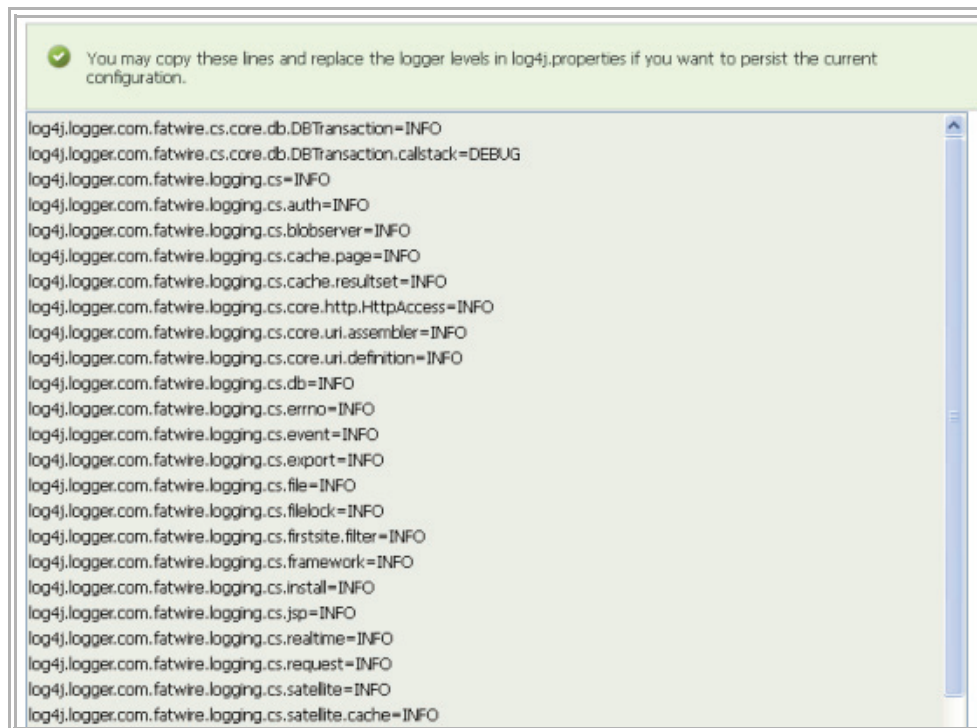 You may copy these lines and replace the logger levels in log4j.properties if you want to persist the current
configuration.
log4j.logger.com.fatwire.cs.core.db.DBTransaction=INFO
log4j.logger.com.fatwire.cs.core.db.DBTransaction.callstack=DEBUG
log4j.logger.com.fatwire.logging.cs=INFO
log4j.logger.com.fatwire.logging.cs.auth=INFO
log4j.logger.com.fatwire.logging.cs.blobserver=INFO
log4j.logger.com.fatwire.logging.cs.cache.page=INFO
log4j.logger.com.fatwire.logging.cs.cache.resultset=INFO
log4j.logger.com.fatwire.logging.cs.core.http.HttpAccess=INFO
log4j.logger.com.fatwire.logging.cs.core.uri.assembler=INFO
log4j.logger.com.fatwire.logging.cs.core.uri.definition=INFO
log4j.logger.com.fatwire.logging.cs.db=INFO
log4j.logger.com.fatwire.logging.cs.errno=INFO
log4j.logger.com.fatwire.logging.cs.event=INFO
log4j.logger.com.fatwire.logging.cs.export=INFO
log4j.logger.com.fatwire.logging.cs.file=INFO
log4j.logger.com.fatwire.logging.cs.filelock=INFO
log4j.logger.com.fatwire.logging.cs.firstsite.filter=INFO
log4j.logger.com.fatwire.logging.cs.framework=INFO
log4j.logger.com.fatwire.logging.cs.install=INFO
log4j.logger.com.fatwire.logging.cs.jsp=INFO
log4j.logger.com.fatwire.logging.cs.realtime=INFO
log4j.logger.com.fatwire.logging.cs.request=INFO
log4j.logger.com.fatwire.logging.cs.satellite=INFO
log4j.logger.com.fatwire.logging.cs.satellite.cache=INFO